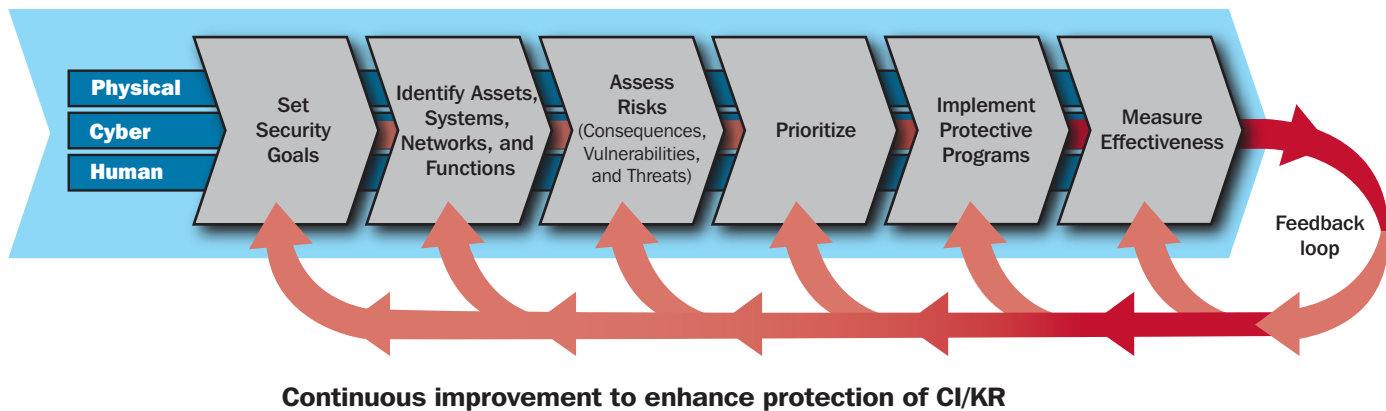 Physical
Cyber
Human
Set
Security
Goals
Identify Assets,
Systems,
Networks, and
Functions
Assess
Risks
(Consequences,
Vulnerabilities,
and Threats)
Prioritize
Implement
Protective
Programs
Measure
Effectiveness
Feedback
loop
Continuous improvement to enhance protection of CI/KR